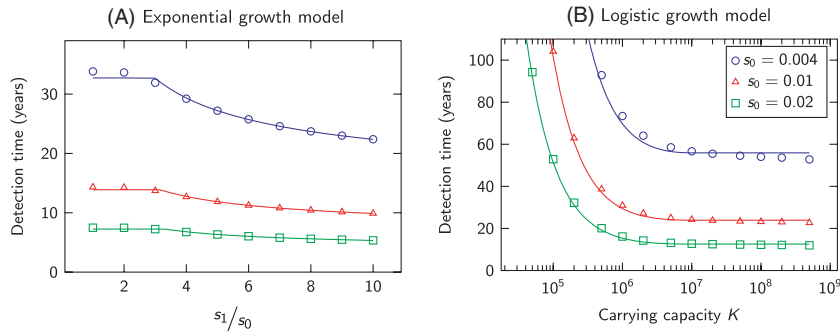 (A) Exponential growth model
Detection time (years)
30
20
10
0
2 4 6 8 10
s1/s0
(B) Logistic growth model
Detection time (years)
100
80
60
40
20
0
s0 = 0.004
s0 = 0.01
s0 = 0.02
10^5 10^6 10^7 10^8 10^9
Carrying capacity K